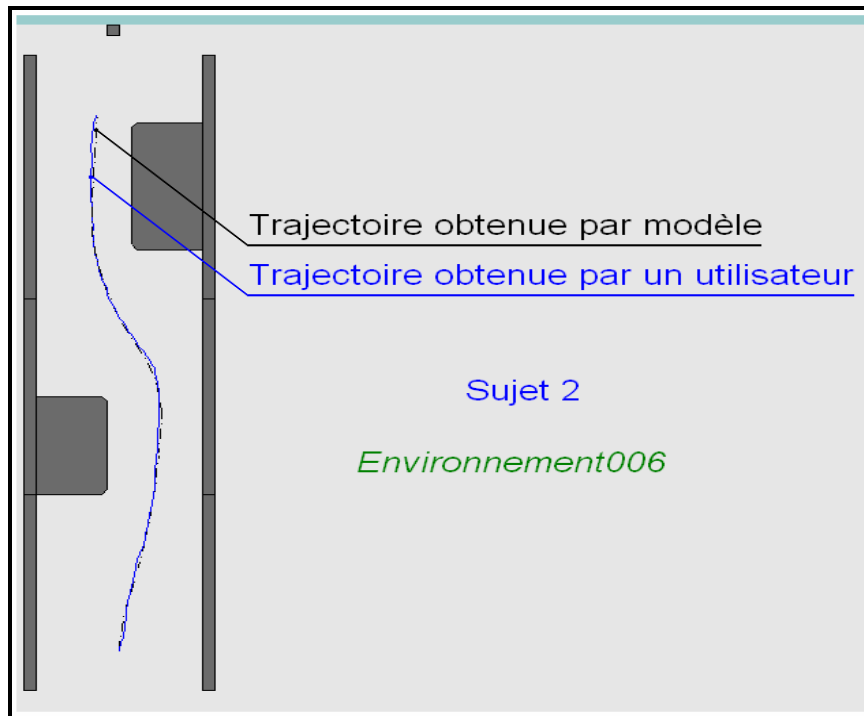 Trajectoire obtenue par modèle
Trajectoire obtenue par un utilisateur
Sujet 2
Environnement006